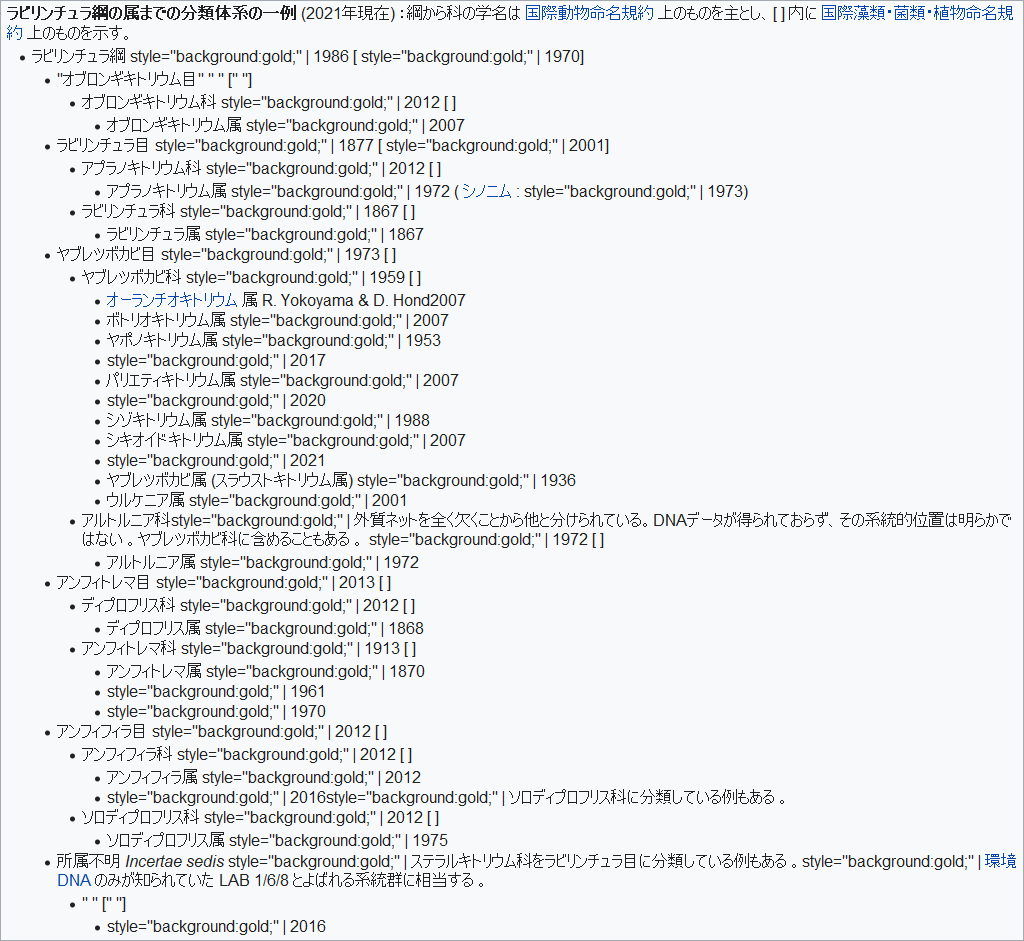 ラビリンチュラ綱の属までの分類体系の一例 (2021年現在) : 綱から科の学名は 国際動物命名規約 上のものを主とし、[ ] 内に 国際藻類・菌類・植物命名規
約 上のものを示す。
• ラビリンチュラ綱 style="background:gold;" | 1986 [ style="background:gold;" | 1970]
• "オブロンギキトリウム目" " " [" "]
• オブロンギキトリウム科 style="background:gold;" | 2012 [ ]
• オブロンギキトリウム属 style="background:gold;" | 2007
• ラビリンチュラ目 style="background:gold;" | 1877 [ style="background:gold;" | 2001]
• アプラノキトリウム科 style="background:gold;" | 2012 [ ]
• アプラノキトリウム属 style="background:gold;" | 1972 ( シノニム : style="background:gold;" | 1973)
• ラビリンチュラ科 style="background:gold;" | 1867 [ ]
• ラビリンチュラ属 style="background:gold;" | 1867
• ヤブレツボカビ目 style="background:gold;" | 1973 [ ]
• ヤブレツボカビ科 style="background:gold;" | 1959 [ ]
• オーランチオキトリウム 属 R. Yokoyama & D. Hond2007
• ボトリオキトリウム属 style="background:gold;" | 2007
• ヤポノキトリウム属 style="background:gold;" | 1953
• style="background:gold;" | 2017
• パリエティキトリウム属 style="background:gold;" | 2007
• style="background:gold;" | 2020
• シゾキトリウム属 style="background:gold;" | 1988
• シキオイドキトリウム属 style="background:gold;" | 2007
• style="background:gold;" | 2021
• ヤブレツボカビ属 (スラウストキトリウム属) style="background:gold;" | 1936
• ウルケニア属 style="background:gold;" | 2001
• アルトルニア科style="background:gold;" | 外質ネットを全く欠くことから他と分けられている。DNAデータが得られておらず、その系統的位置は明らかで
はない 。ヤブレツボカビ科に含めることもある 。 style="background:gold;" | 1972 [ ]
• アルトルニア属 style="background:gold;" | 1972
• アンフィトレマ目 style="background:gold;" | 2013 [ ]
• ディプロフリス科 style="background:gold;" | 2012 [ ]
• ディプロフリス属 style="background:gold;" | 1868
• アンフィトレマ科 style="background:gold;" | 1913 [ ]
• アンフィトレマ属 style="background:gold;" | 1870
• style="background:gold;" | 1961
• style="background:gold;" | 1970
• アンフィフィラ目 style="background:gold;" | 2012 [ ]
• アンフィフィラ科 style="background:gold;" | 2012 [ ]
• アンフィフィラ属 style="background:gold;" | 2012
• style="background:gold;" | 2016style="background:gold;" | ソロディプロフリス科に分類している例もある 。
• ソロディプロフリス科 style="background:gold;" | 2012 [ ]
• ソロディプロフリス属 style="background:gold;" | 1975
• 所属不明 Incertae sedis style="background:gold;" | ステラルキトリウム科をラビリンチュラ目に分類している例もある 。style="background:gold;" | 環境
DNA のみが知られていた LAB 1/6/8 とよばれる系統群に相当する 。
• " " [" "]
• style="background:gold;" | 2016